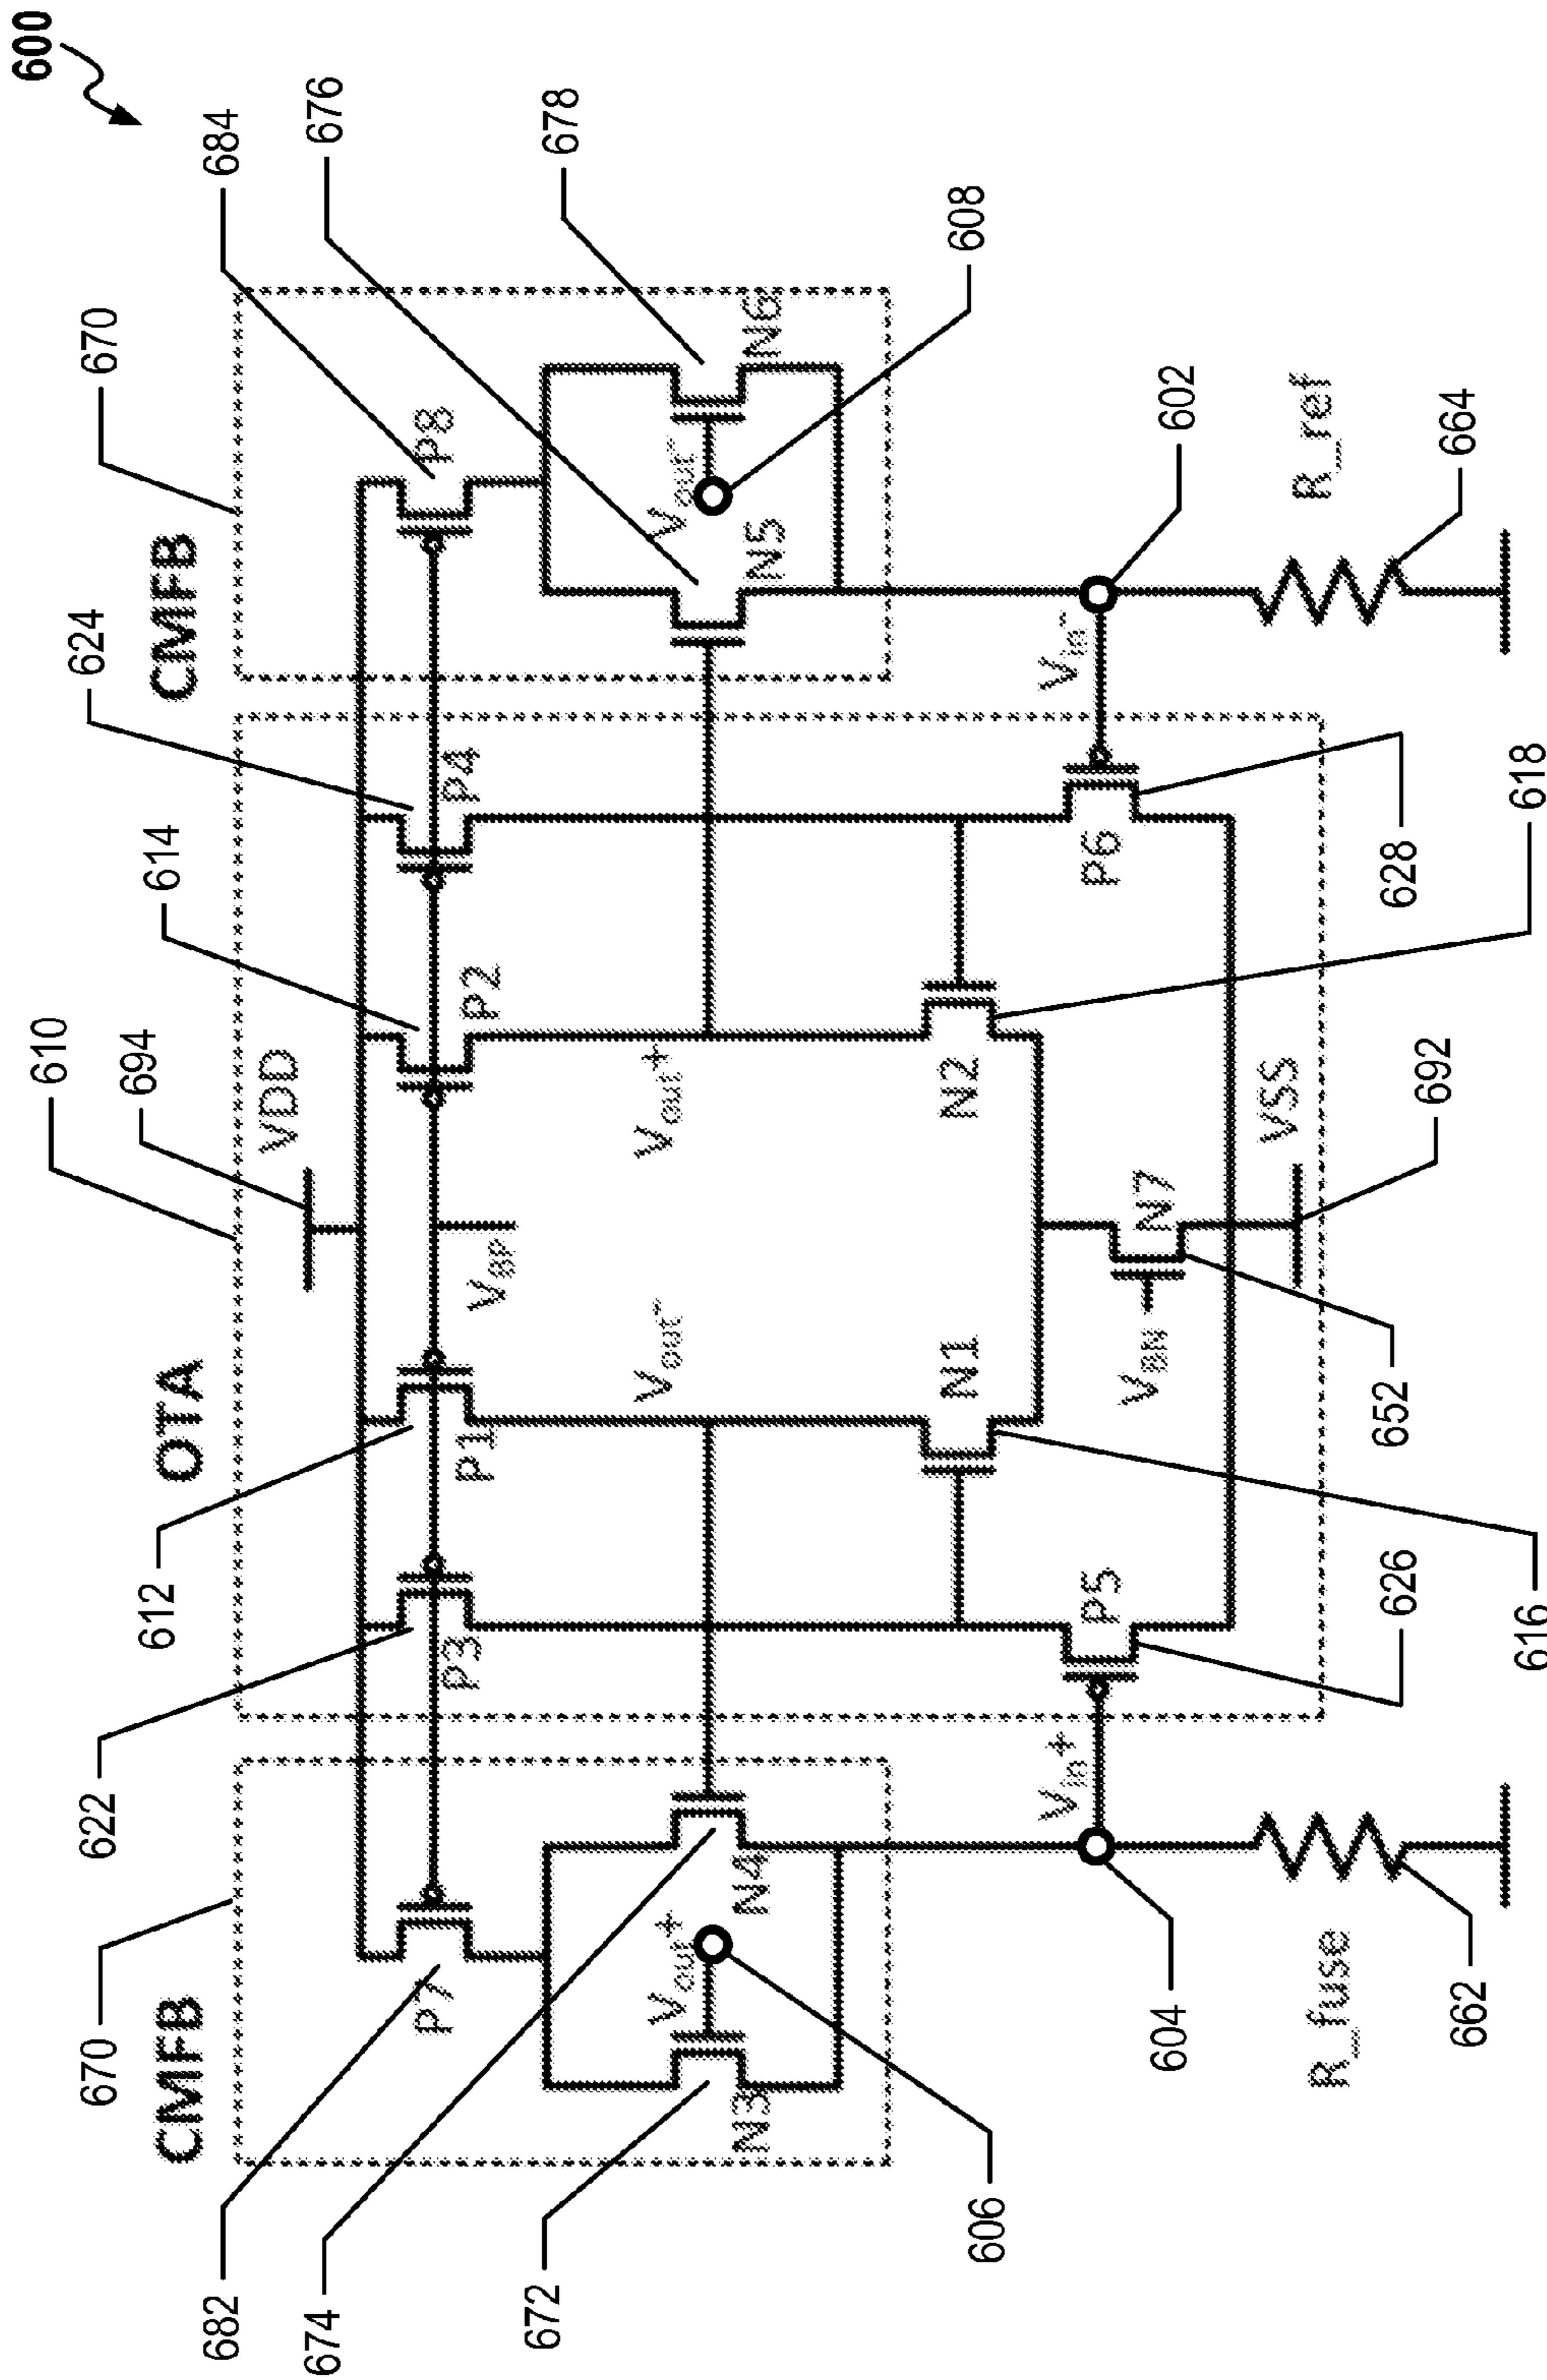 600
610
694
614
624
670
684
676
678
608
602
664
618
628
692
652
616
626
604
662
606
672
674
682
670
622
612
CMFB
OTA
CMFB
VDD
VSS
P7
P3
P1
P2
P4
P8
V_BP
N3
V_out+
N4
V_out-
V_out+
N5
V_out-
N6
N1
N2
V_in+
P5
V_BN
N7
P6
V_in-
R_fuse
R_ref